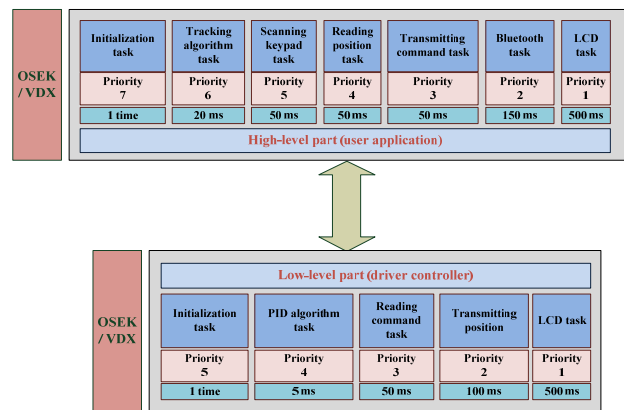 OSEK
/ VDX
Initialization
task
Priority
7
1 time
Tracking
algorithm
task
Priority
6
20 ms
Scanning
keypad
task
Priority
5
50 ms
Reading
position
task
Priority
4
50 ms
Transmitting
command task
Priority
3
50 ms
Bluetooth
task
Priority
2
150 ms
LCD
task
Priority
1
500 ms
High-level part (user application)
OSEK
/ VDX
Low-level part (driver controller)
Initialization
task
Priority
5
1 time
PID algorithm
task
Priority
4
5 ms
Reading
command
task
Priority
3
50 ms
Transmitting
position
Priority
2
100 ms
LCD task
Priority
1
500 ms